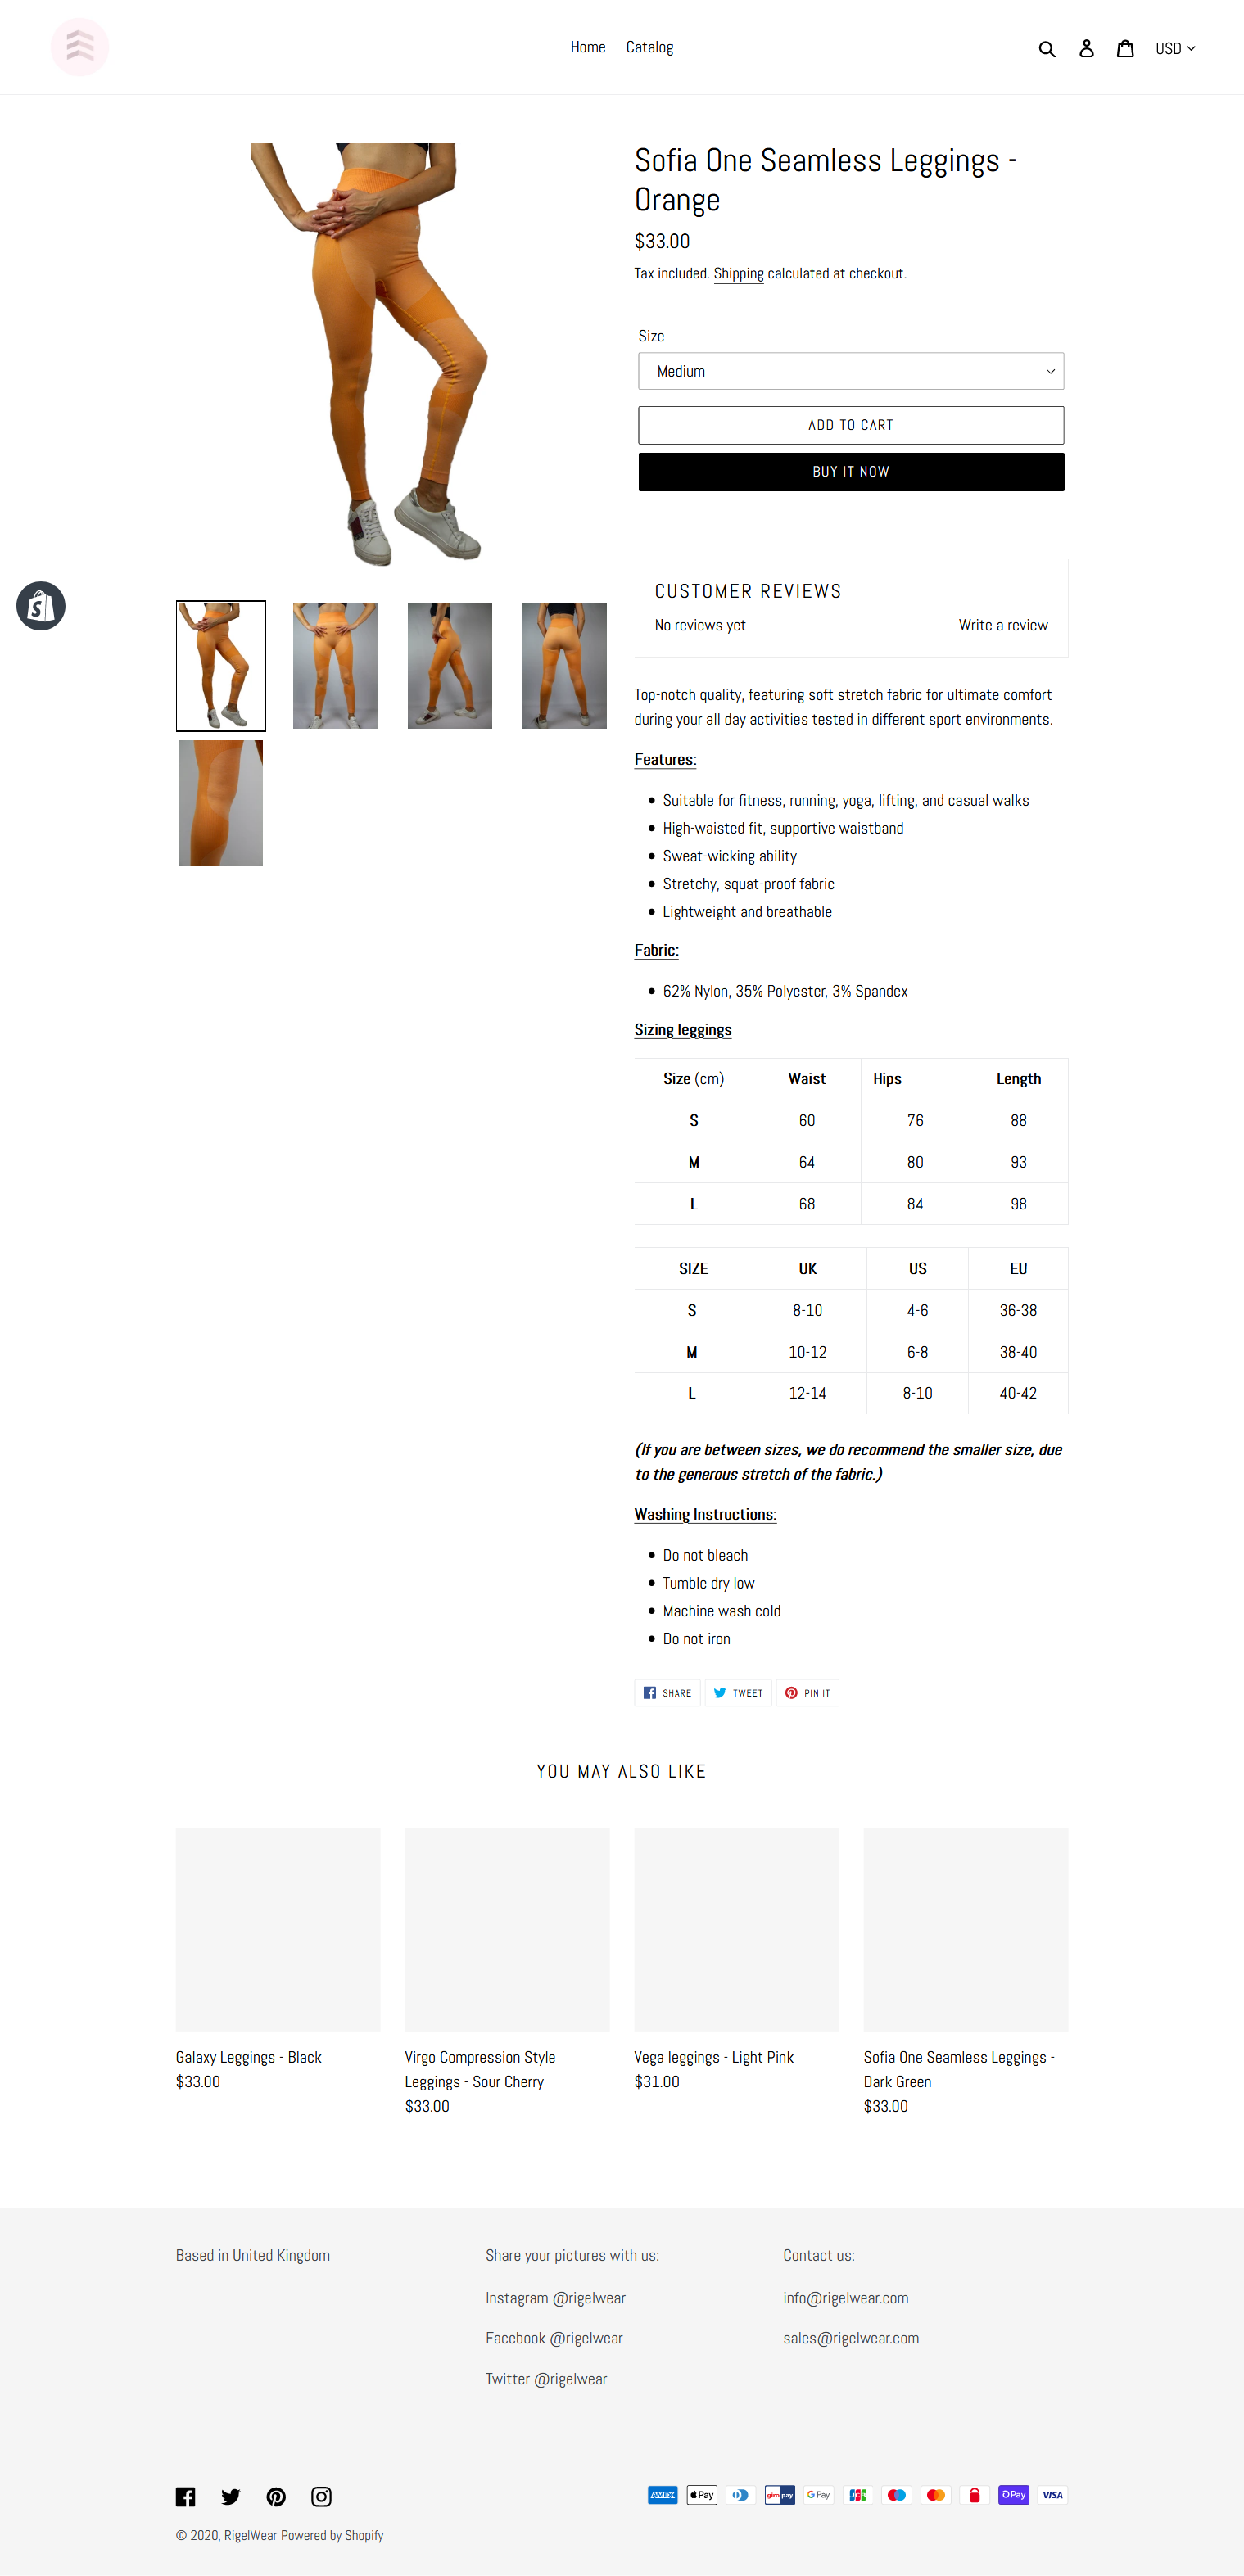 Home Catalog USD
Sofia One Seamless Leggings -
Orange
$33.00
Tax included. Shipping calculated at checkout.
Size
Medium
ADD TO CART
BUY IT NOW
CUSTOMER REVIEWS
No reviews yet Write a review
Top-notch quality, featuring soft stretch fabric for ultimate comfort
during your all day activities tested in different sport environments.
Features:
Suitable for fitness, running, yoga, lifting, and casual walks
High-waisted fit, supportive waistband
Sweat-wicking ability
Stretchy, squat-proof fabric
Lightweight and breathable
Fabric:
62% Nylon, 35% Polyester, 3% Spandex
Sizing leggings
Size (cm) Waist Hips Length
S 60 76 88
M 64 80 93
L 68 84 98
SIZE UK US EU
S 8-10 4-6 36-38
M 10-12 6-8 38-40
L 12-14 8-10 40-42
(If you are between sizes, we do recommend the smaller size, due
to the generous stretch of the fabric.)
Washing Instructions:
Do not bleach
Tumble dry low
Machine wash cold
Do not iron
SHARE TWEET PIN IT
YOU MAY ALSO LIKE
Galaxy Leggings - Black
$33.00
Virgo Compression Style
Leggings - Sour Cherry
$33.00
Vega leggings - Light Pink
$31.00
Sofia One Seamless Leggings -
Dark Green
$33.00
Based in United Kingdom
Share your pictures with us:
Instagram @rigelwear
Facebook @rigelwear
Twitter @rigelwear
Contact us:
info@rigelwear.com
sales@rigelwear.com
AMEX Pay giro pay G Pay JCB Pay VISA
© 2020, RigelWear Powered by Shopify